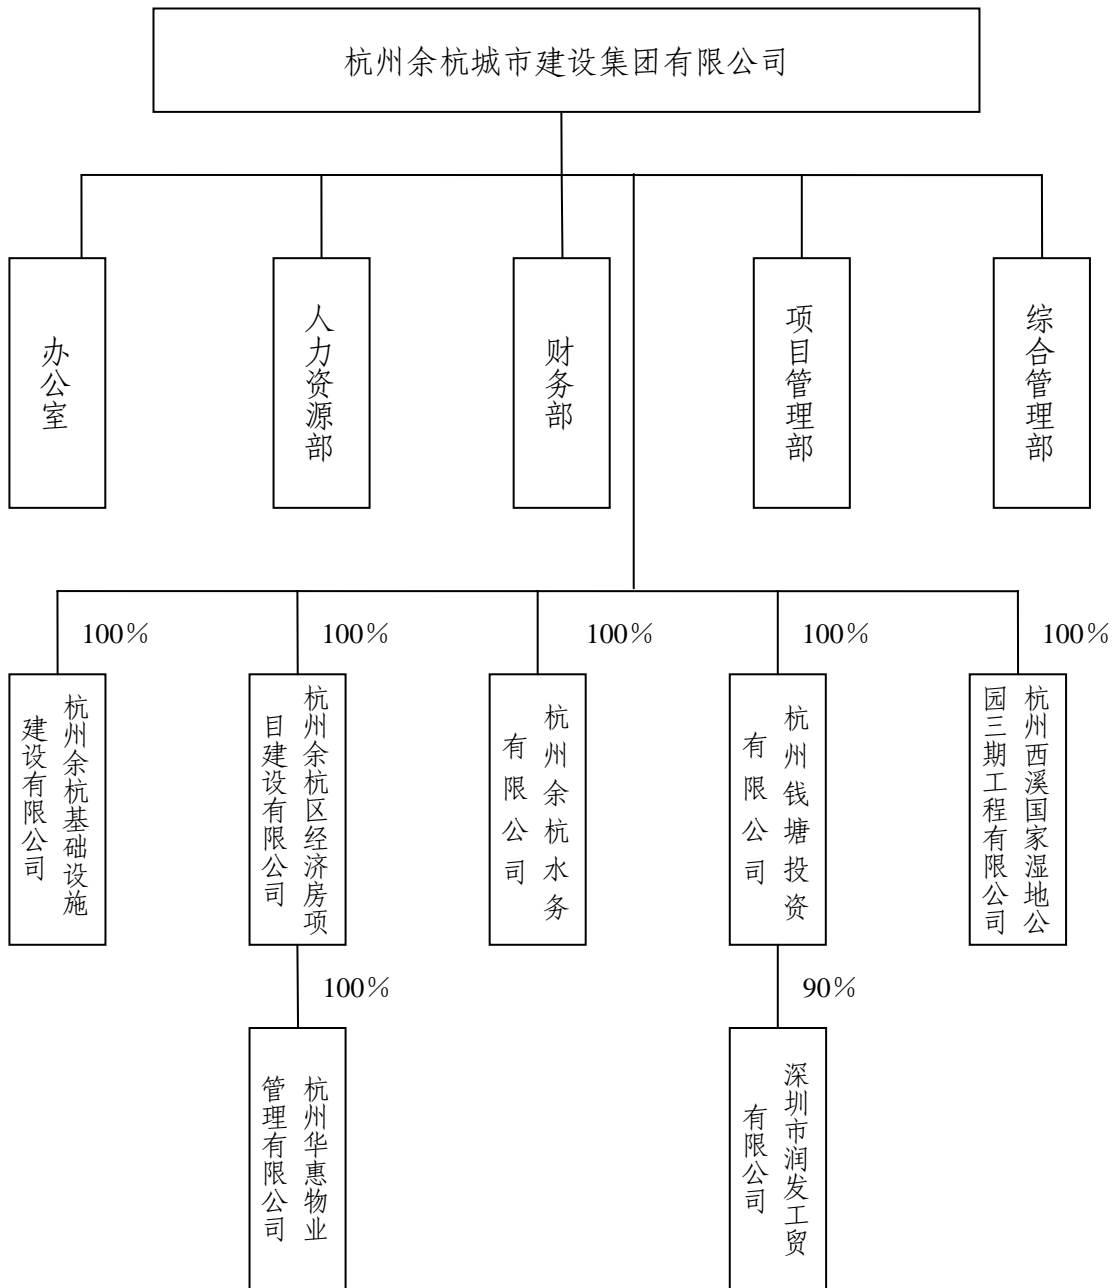 杭州余杭城市建设集团有限公司
办公室
人力资源部
财务部
项目管理部
综合管理部
100%
100%
100%
100%
100%
杭州余杭基础设施
建设有限公司
杭州余杭区经济房项
目建设有限公司
杭州余杭水务
有限公司
杭州钱塘投资
有限公司
杭州西溪国家湿地公
园三期工程有限公司
100%
90%
杭州华惠物业
管理有限公司
深圳市润发工贸
有限公司